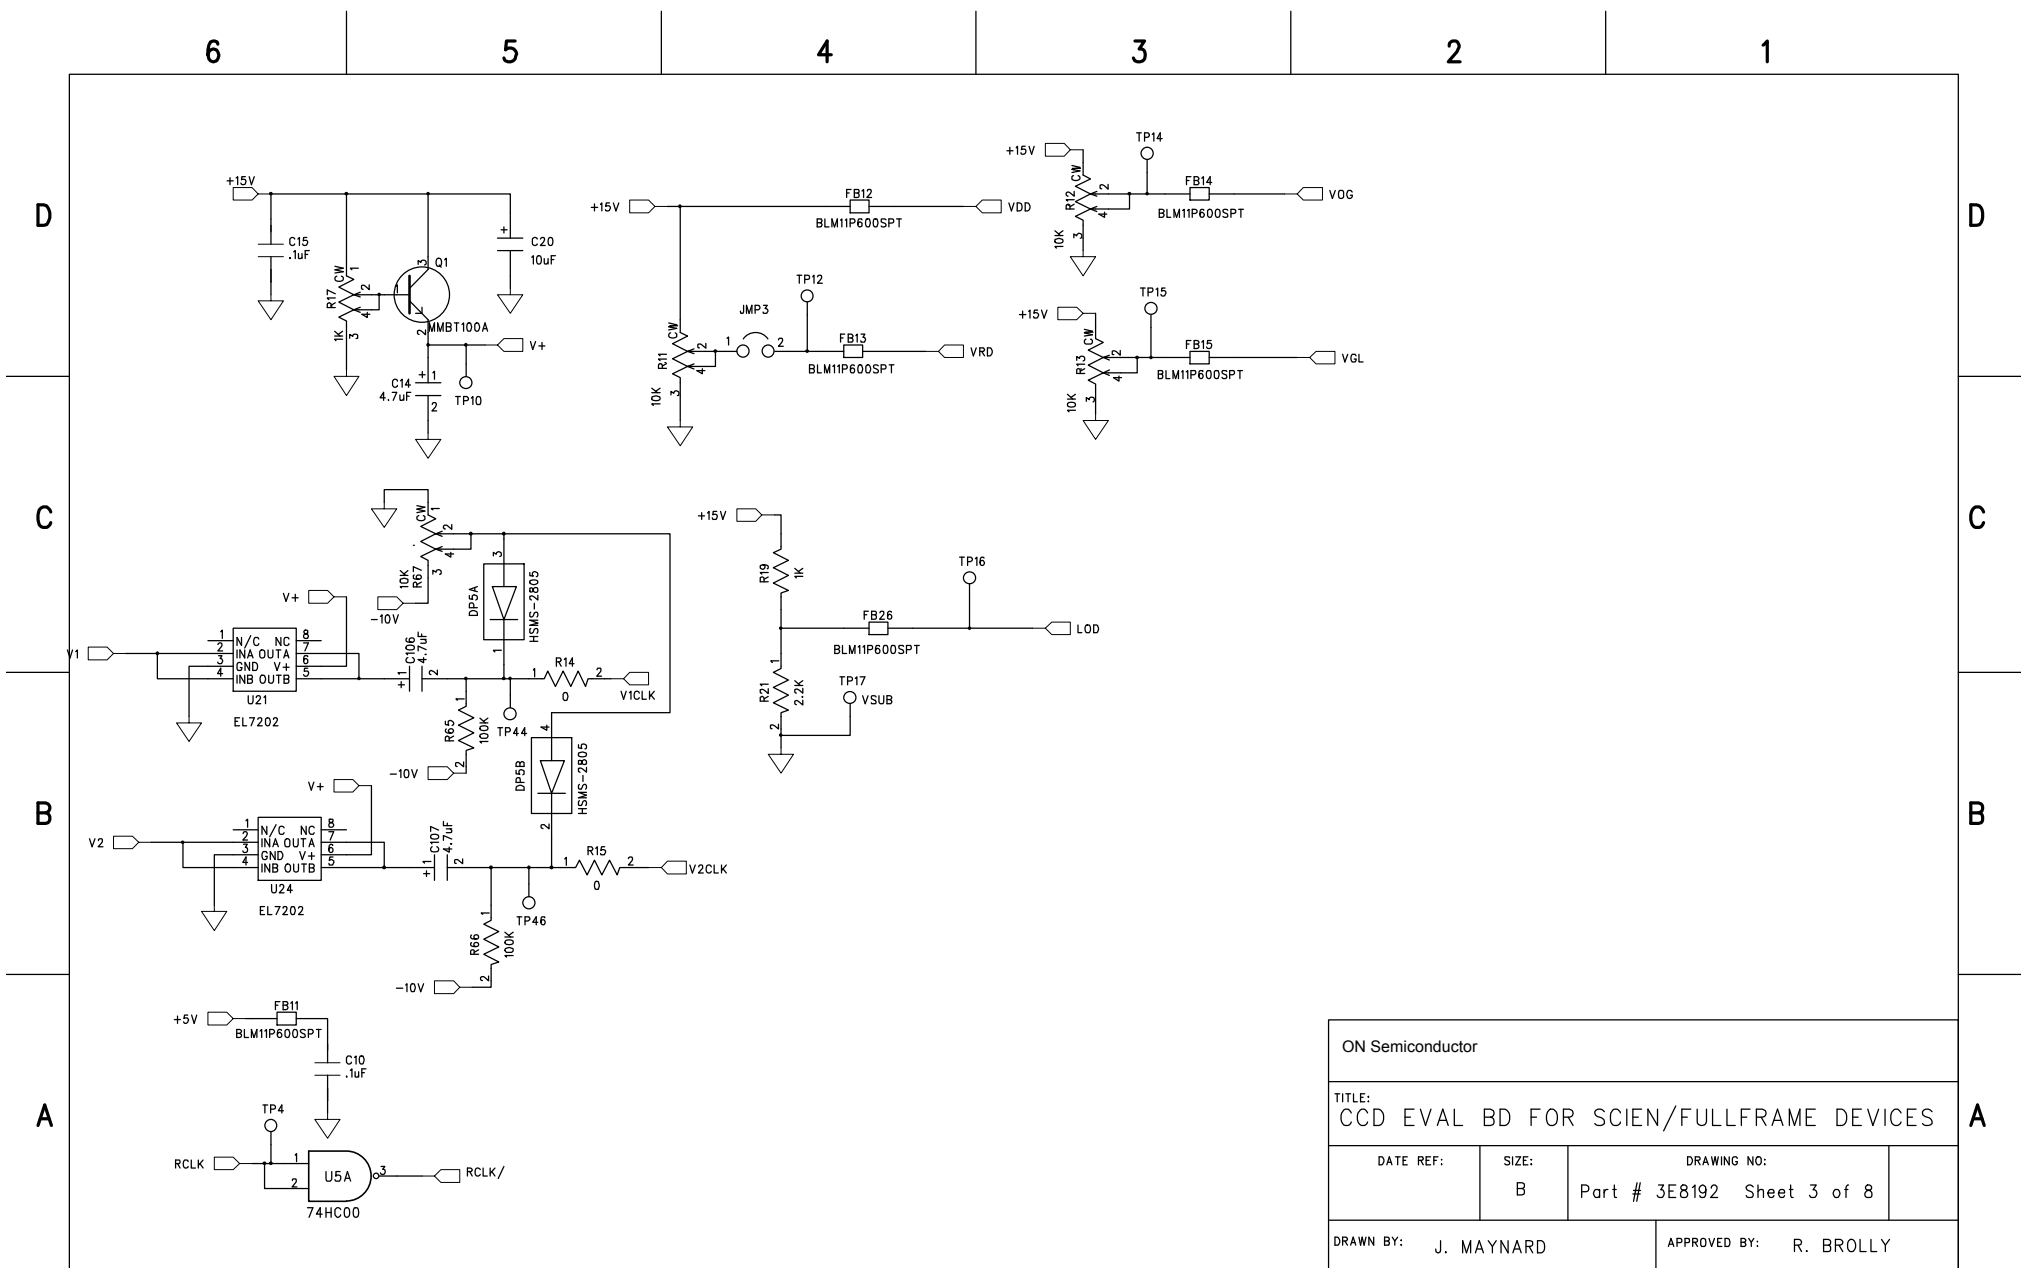 6 5 4 3 2 1
D
D
+15V
C15
.1uF
R17
1K
CW
1
2
4
3
1
3
2
Q1
MMBT100A
+
C20
10uF
V+
+
1
2
C14
4.7uF
TP10
+15V
FB12
BLM11P600SPT
VDD
TP12
JMP3
1
2
CW
R11
10K
2
4
3
FB13
BLM11P600SPT
VRD
+15V
TP14
CW
R12
10K
2
4
3
FB14
BLM11P600SPT
VOG
+15V
TP15
CW
R13
10K
2
4
3
FB15
BLM11P600SPT
VGL
C
C
CW
1
2
4
3
10K
R67
-10V
3
DP5A
HSMS-2805
1
V+
V1
1 N/C NC 8
2 INA OUTA 7
3 GND V+ 6
4 INB OUTB 5
U21
EL7202
C106
4.7uF
+ 1
2
R14
1
2
0
V1CLK
1
R65
100K
2
-10V
TP44
4
DP5B
HSMS-2805
2
+15V
R19
1K
TP16
FB26
BLM11P600SPT
LOD
1
R21
2.2K
2
TP17
VSUB
B
B
V+
V2
1 N/C NC 8
2 INA OUTA 7
3 GND V+ 6
4 INB OUTB 5
U24
EL7202
C107
4.7uF
+ 1
2
R15
1
2
0
V2CLK
TP46
1
R66
100K
2
-10V
A
A
+5V
FB11
BLM11P600SPT
C10
.1uF
TP4
RCLK
1
2
U5A
3
RCLK/
74HC00
ON Semiconductor
TITLE:
CCD EVAL BD FOR SCIEN/FULLFRAME DEVICES
DATE REF:
SIZE:
B
DRAWING NO:
Part # 3E8192 Sheet 3 of 8
DRAWN BY: J. MAYNARD
APPROVED BY: R. BROLLY